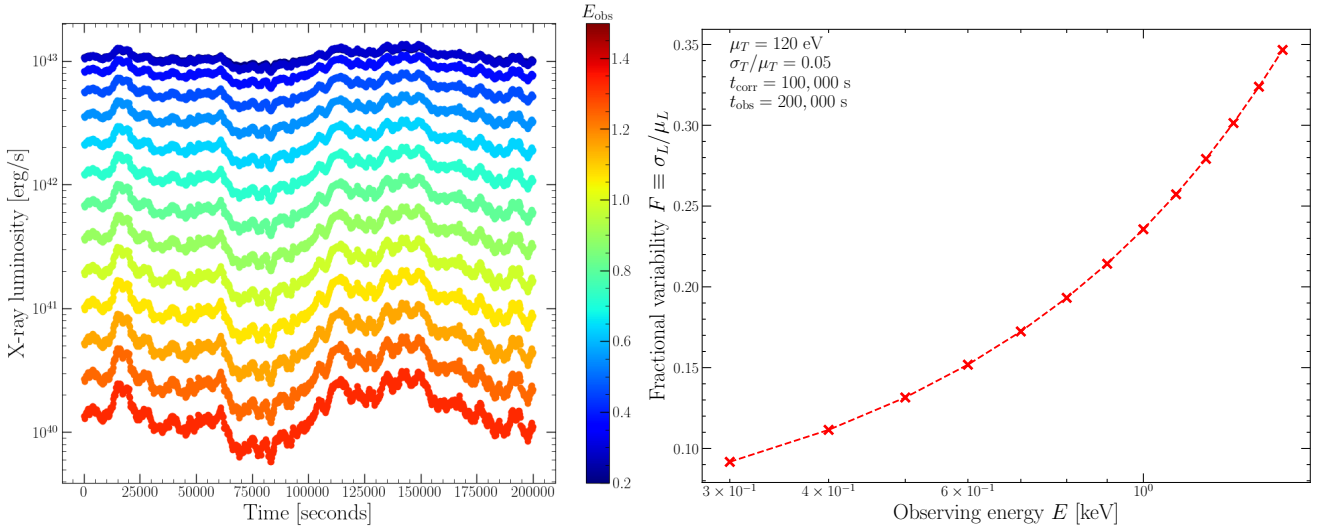 E_obs
X-ray luminosity [erg/s]
10^43
10^42
10^41
10^40
0 25000 50000 75000 100000 125000 150000 175000 200000
Time [seconds]
1.4
1.2
1.0
0.8
0.6
0.4
0.2
μ_T = 120 eV
σ_T/μ_T = 0.05
t_corr = 100,000 s
t_obs = 200,000 s
Fractional variability F ≡ σ_L/μ_L
0.35
0.30
0.25
0.20
0.15
0.10
3 × 10^−1 4 × 10^−1 6 × 10^−1 10^0
Observing energy E [keV]